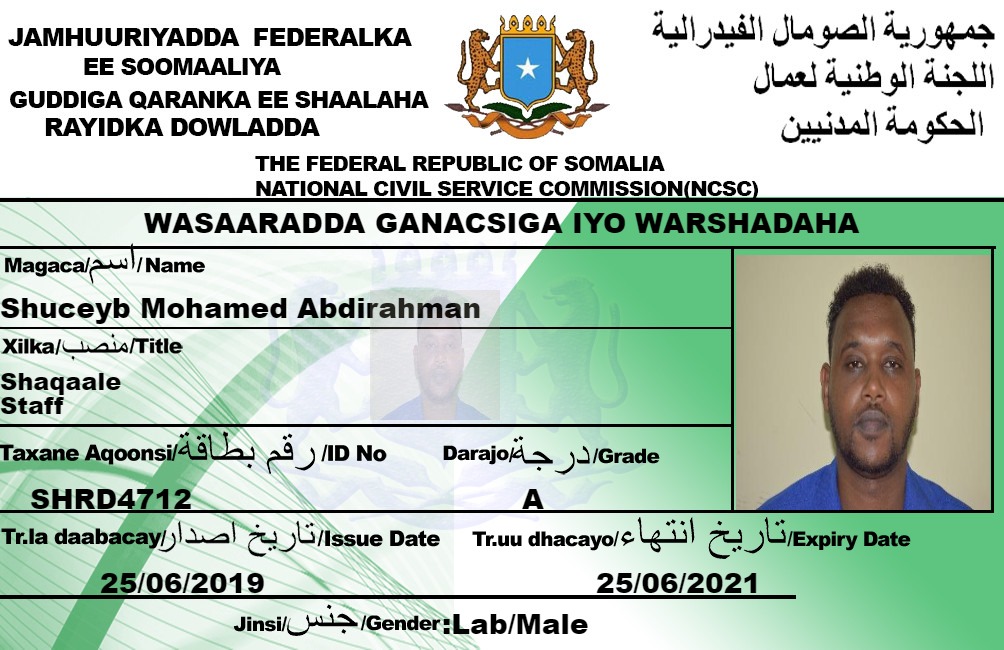 JAMHUURIYADDA FEDERALKA
EE SOOMAALIYA
GUDDIGA QARANKA EE SHAALAHA
RAYIDKA DOWLADDA
جمهورية الصومال الفيدرالية
اللجنة الوطنية لعمال
الحكومة المدنيين
THE FEDERAL REPUBLIC OF SOMALIA
NATIONAL CIVIL SERVICE COMMISSION(NCSC)
WASAARADDA GANACSIGA IYO WARSHADAHA
Magaca/اسم/Name
Shuceyb Mohamed Abdirahman
Xilka/منصب/Title
Shaqaale
Staff
Taxane Aqoonsi/رقم بطاقة/ID No
Darajo/درجة/Grade
SHRD4712
A
Tr.la daabacay/تاريخ اصدار/Issue Date
Tr.uu dhacayo/تاريخ انتهاء/Expiry Date
25/06/2019
25/06/2021
Jinsi/جنس/Gender:Lab/Male